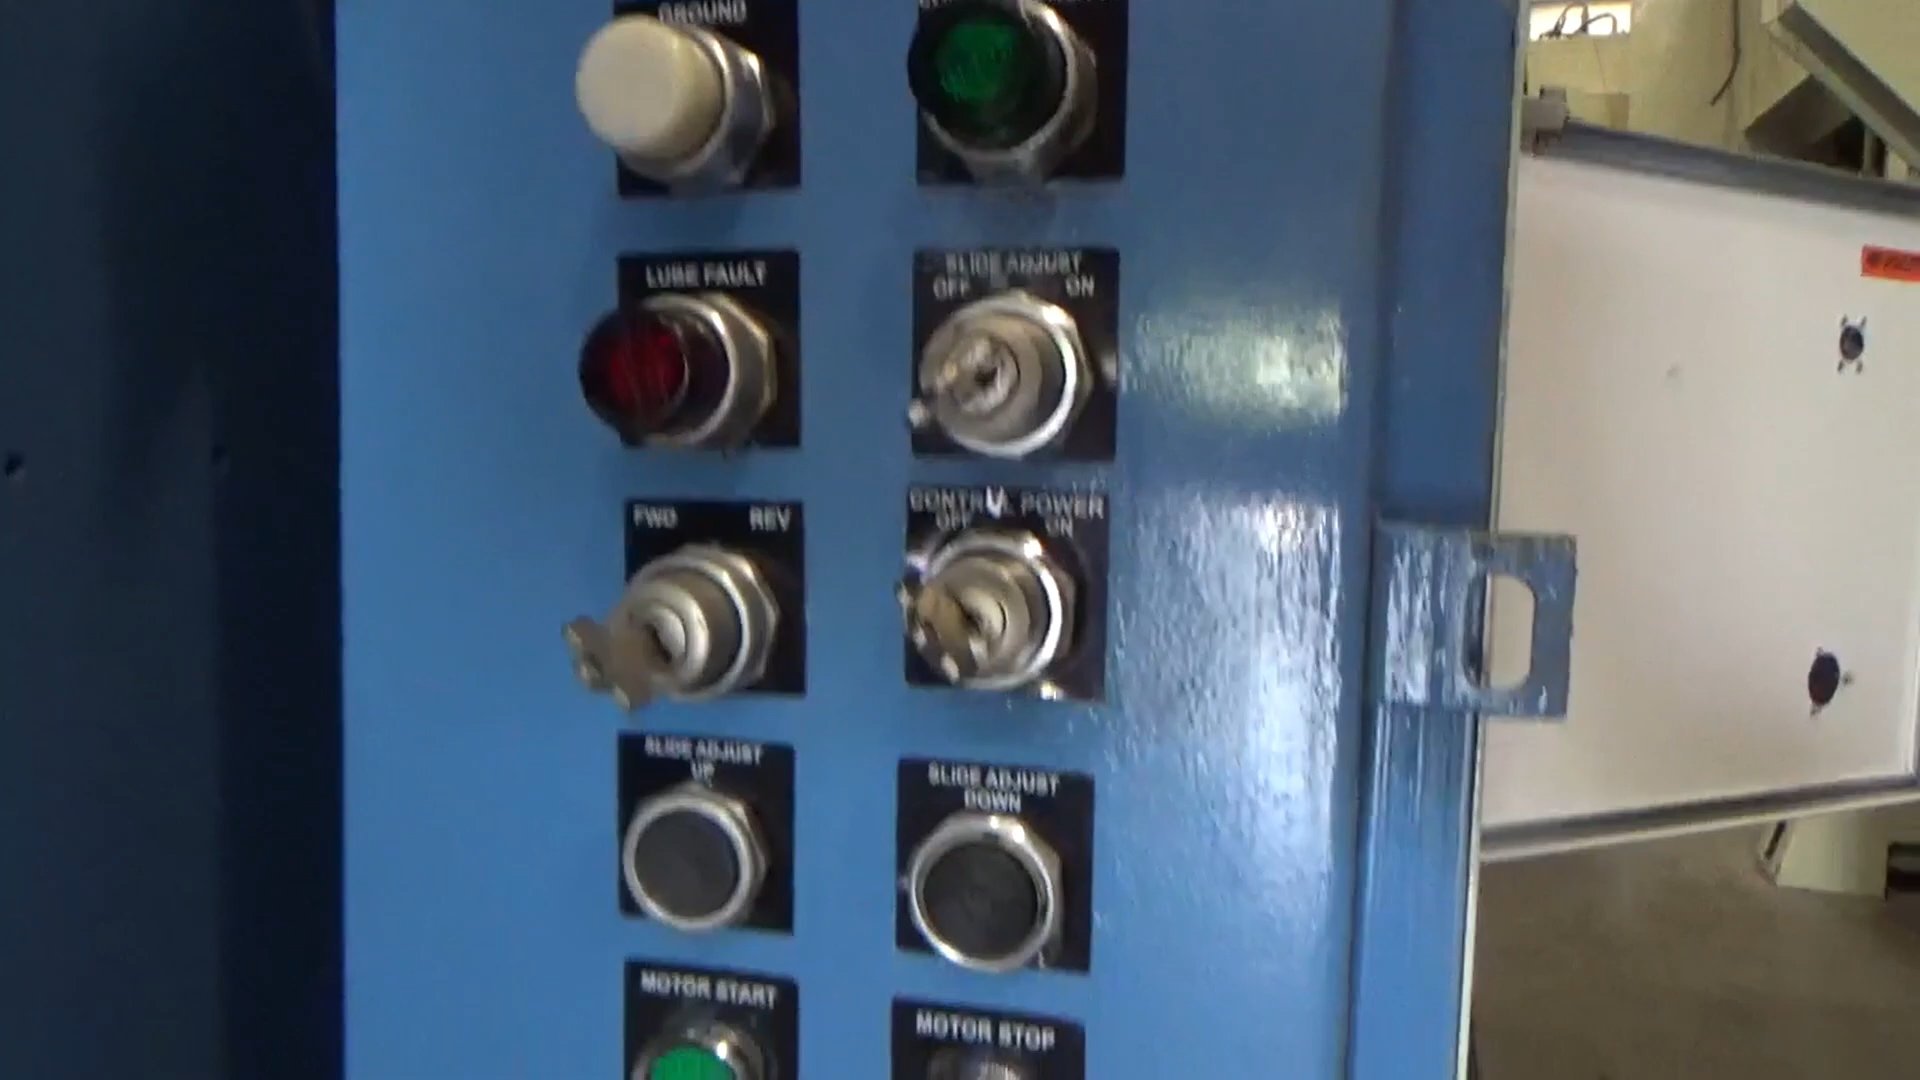 GROUND
LUBE FAULT
SLIDE ADJUST
OFF ON
FWD REV
CONTROL POWER
OFF ON
SLIDE ADJUST
UP
SLIDE ADJUST
DOWN
MOTOR START
MOTOR STOP